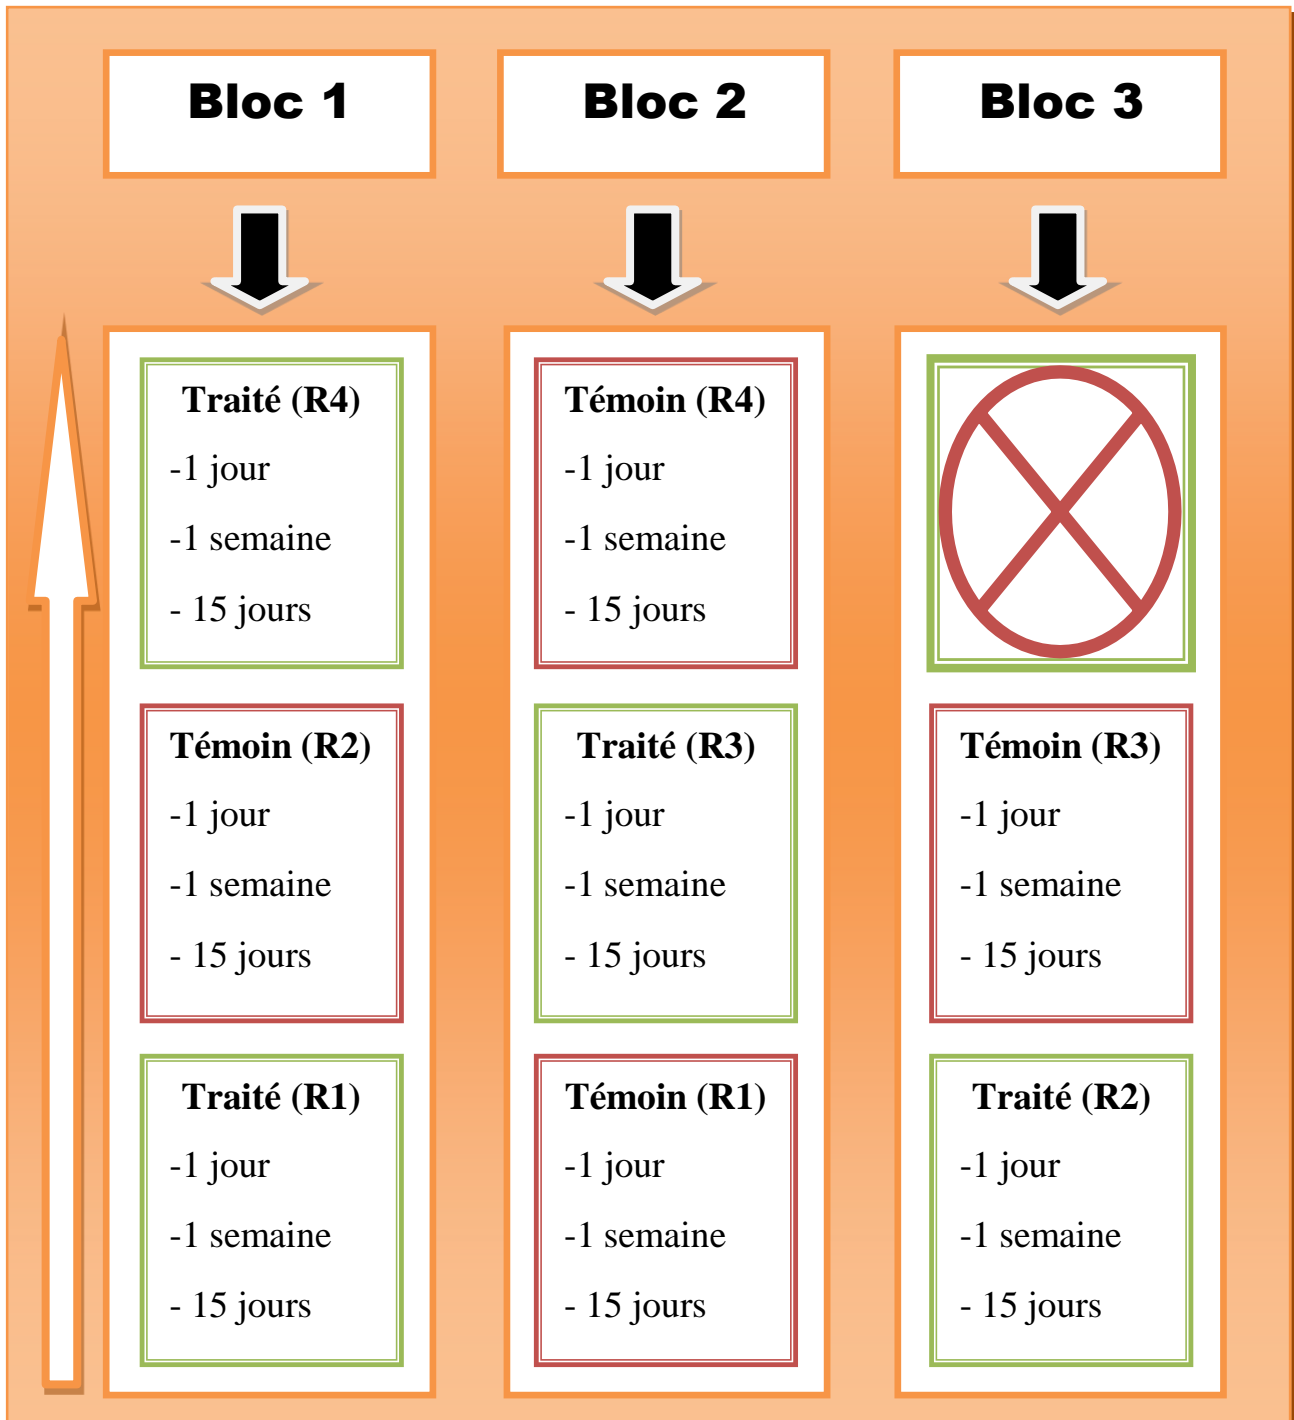 Bloc 1
Bloc 2
Bloc 3
Traité (R4)
-1 jour
-1 semaine
- 15 jours
Témoin (R2)
-1 jour
-1 semaine
- 15 jours
Traité (R1)
-1 jour
-1 semaine
- 15 jours
Témoin (R4)
-1 jour
-1 semaine
- 15 jours
Traité (R3)
-1 jour
-1 semaine
- 15 jours
Témoin (R1)
-1 jour
-1 semaine
- 15 jours
Témoin (R3)
-1 jour
-1 semaine
- 15 jours
Traité (R2)
-1 jour
-1 semaine
- 15 jours